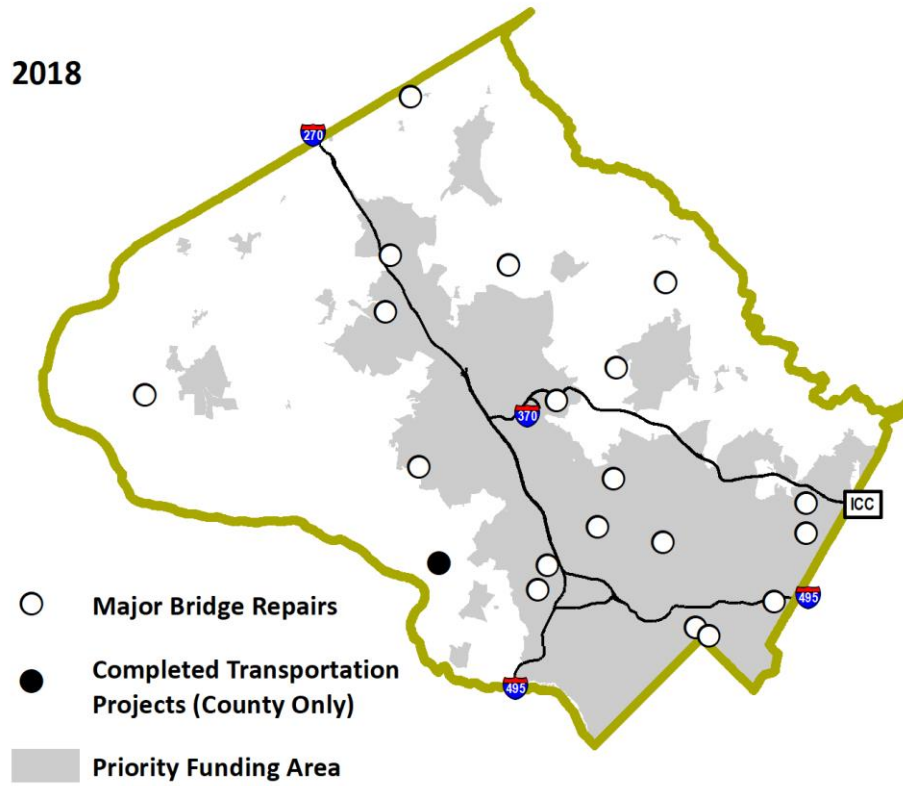 2018
270
370
ICC
495
495
Major Bridge Repairs
Completed Transportation
Projects (County Only)
Priority Funding Area